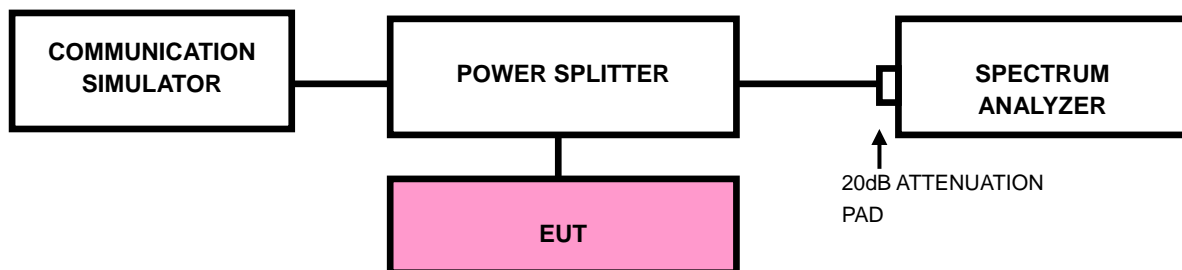 COMMUNICATION
SIMULATOR
POWER SPLITTER
SPECTRUM
ANALYZER
20dB ATTENUATION
PAD
EUT